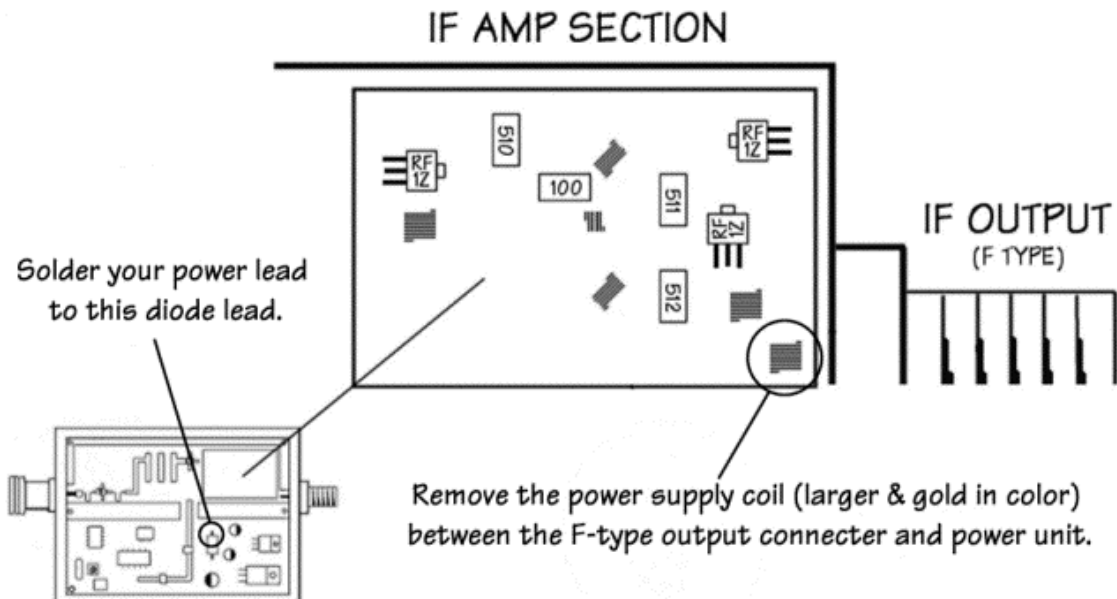 IF AMP SECTION
510
RF
1Z
RF
1Z
100
511
RF
1Z
IF OUTPUT
(F TYPE)
Solder your power lead
to this diode lead.
512
Remove the power supply coil (larger & gold in color)
between the F-type output connecter and power unit.